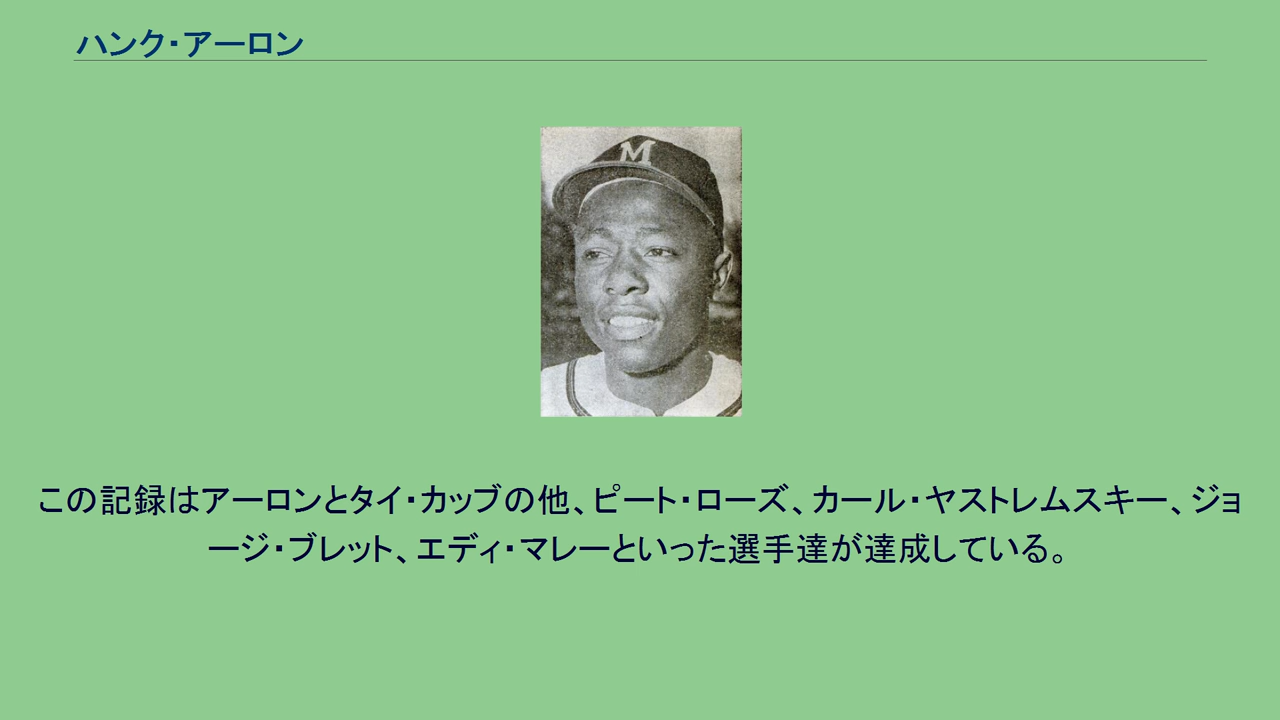 ハンク・アーロン
M
この記録はアーロンとタイ・カッブの他、ピート・ローズ、カール・ヤストレムスキー、ジョ
ージ・ブレット、エディ・マレーといった選手達が達成している。